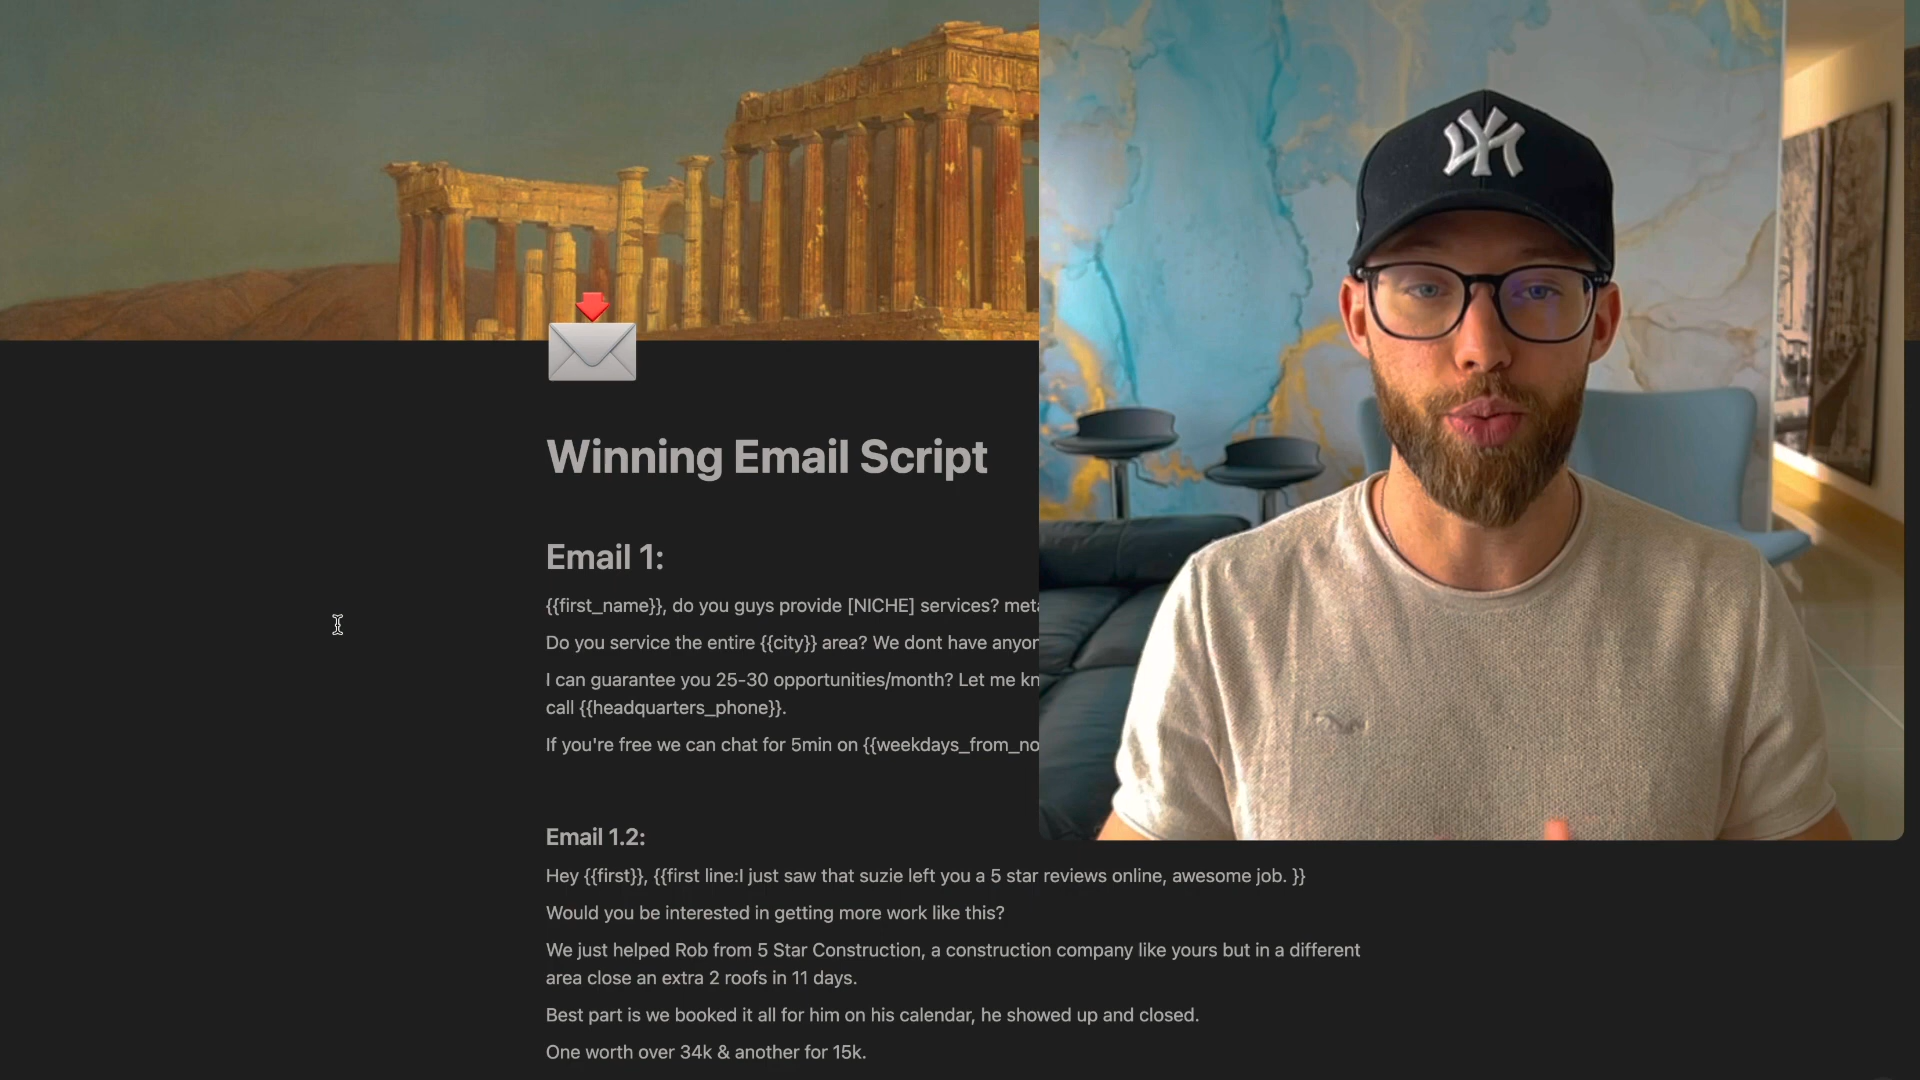 NY
Winning Email Script
Email 1:
{{first_name}}, do you guys provide [NICHE] services?
Do you service the entire {{city}} area? We dont have
I can guarantee you 25-30 opportunities/month? Let me
call {{headquarters_phone}}.
If you're free we can chat for 5min on {{weekdays_from_no
Email 1.2:
Hey {{first}}, {{first line:I just saw that suzie left you a 5 star reviews online, awesome job. }}
Would you be interested in getting more work like this?
We just helped Rob from 5 Star Construction, a construction company like yours but in a different
area close an extra 2 roofs in 11 days.
Best part is we booked it all for him on his calendar, he showed up and closed.
One worth over 34k & another for 15k.